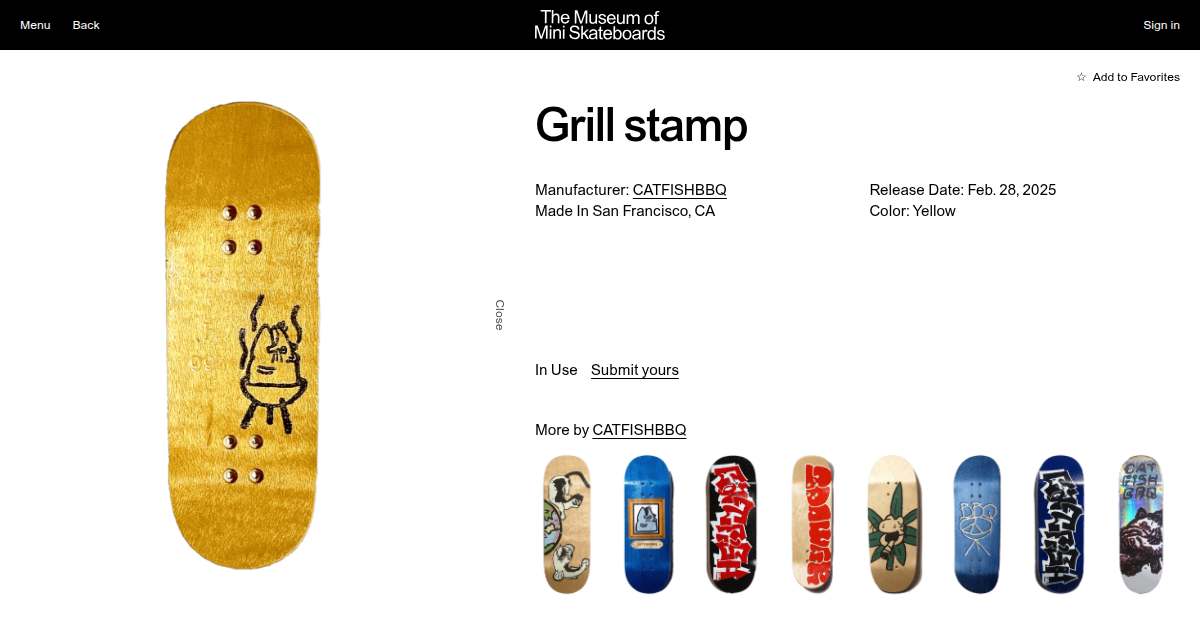 Menu
Back
The Museum of
Mini Skateboards
Sign in
☆ Add to Favorites
Grill stamp
Manufacturer: CATFISHBBQ
Made In San Francisco, CA
Release Date: Feb. 28, 2025
Color: Yellow
Close
In Use
Submit yours
More by CATFISHBBQ
BBQ
CAT
FISH
BBQ